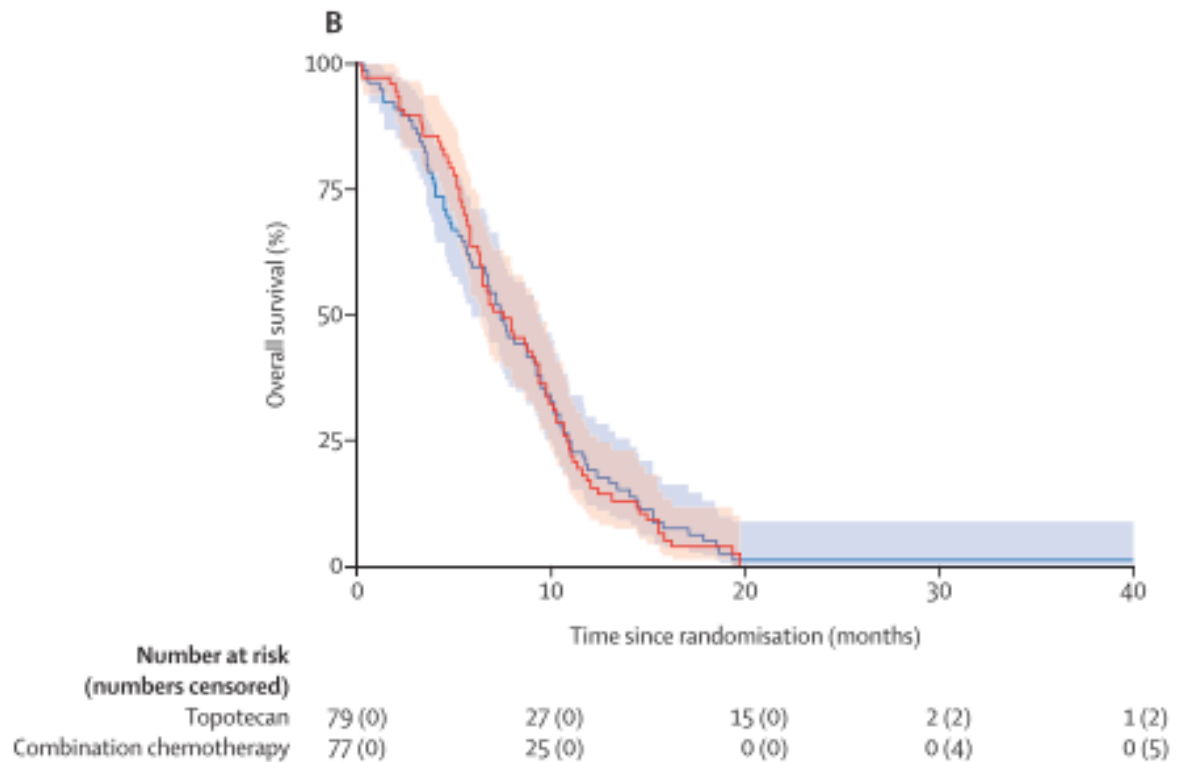 B
100
75
50
25
0
Overall survival (%)
0 10 20 30 40
Time since randomisation (months)
Number at risk
(numbers censored)
Topotecan 79 (0) 27 (0) 15 (0) 2 (2) 1 (2)
Combination chemotherapy 77 (0) 25 (0) 0 (0) 0 (4) 0 (5)